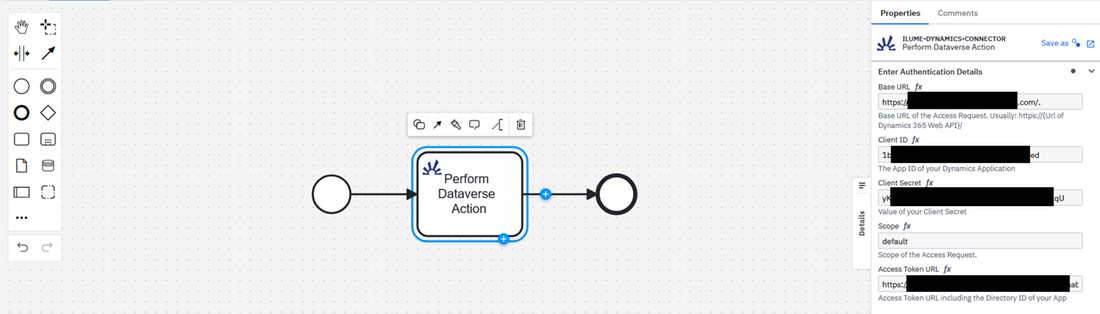 Perform
Dataverse
Action
Details
Properties
Comments
ILUME-DYNAMICS-CONNECTOR
Perform Dataverse Action
Save as
Enter Authentication Details
Base URL fx
https:/ .com/.
Base URL of the Access Request. Usually: https://{Url of
Dynamics 365 Web API}/
Client ID fx
1b ed
The App ID of your Dynamics Application
Client Secret fx
yK qU
Value of your Client Secret
Scope fx
default
Scope of the Access Request.
Access Token URL fx
https:/
Access Token URL including the Directory ID of your App